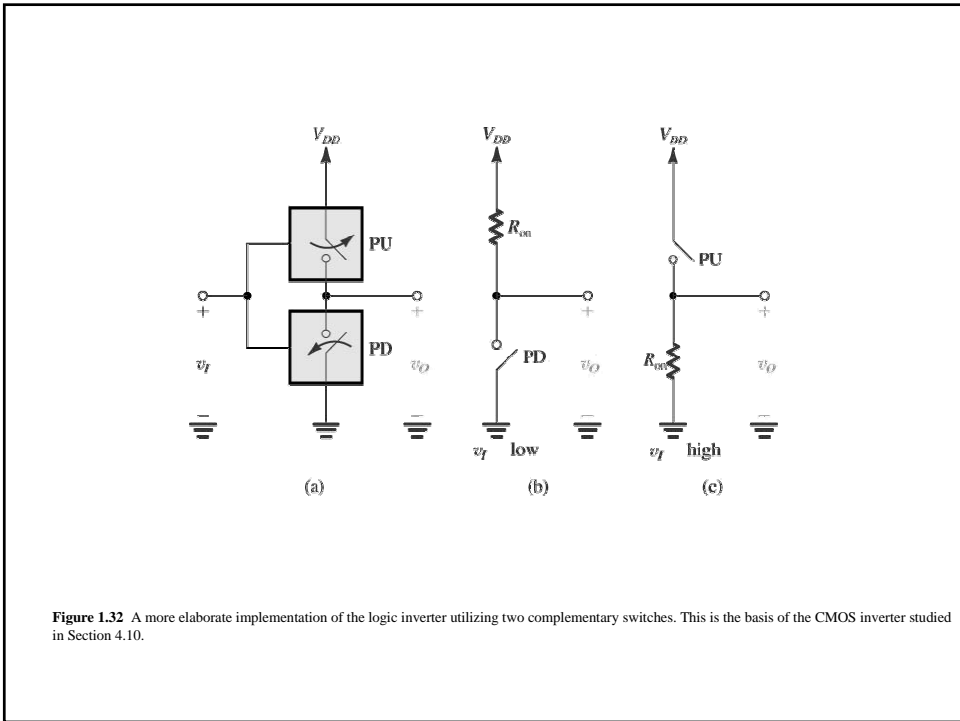 V_DD V_DD V_DD
PU R_on PU
+ + + +
PD PD R_on
v_I v_O v_O v_O
− − − −
v_I low v_I high
(a) (b) (c)
Figure 1.32 A more elaborate implementation of the logic inverter utilizing two complementary switches. This is the basis of the CMOS inverter studied
in Section 4.10.